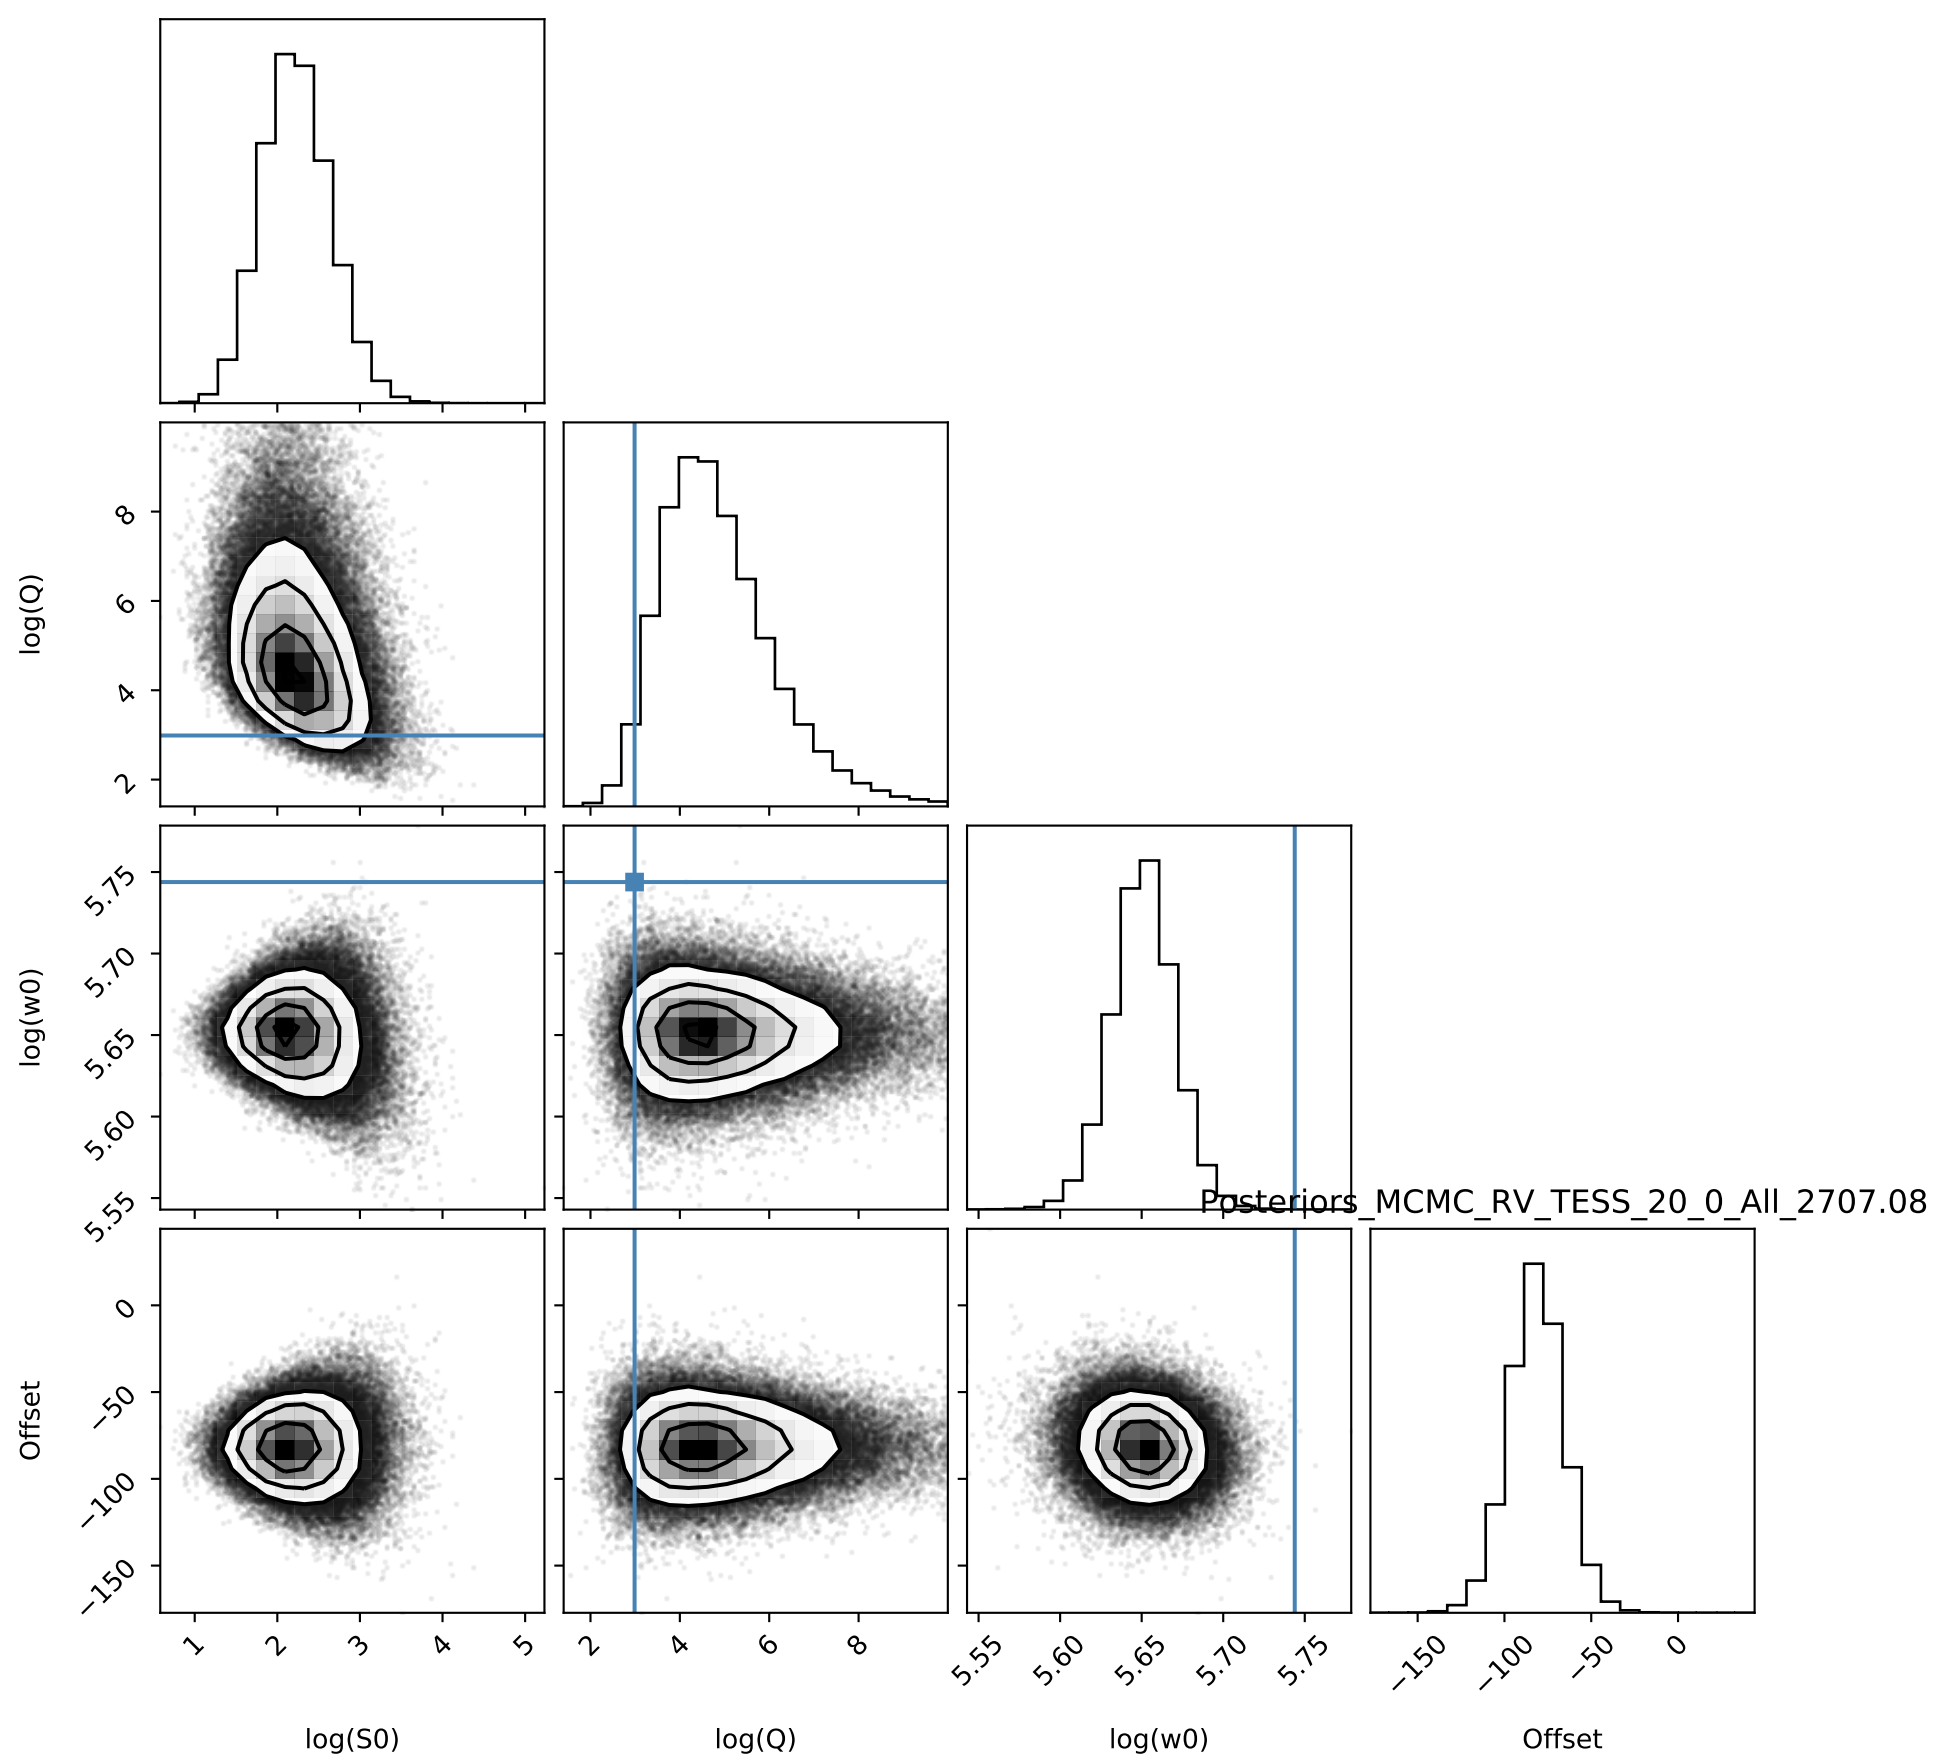 log(Q)
8
6
4
2
log(w0)
5.75
5.70
5.65
5.60
5.55
Posteriors_MCMC_RV_TESS_20_0_All_2707.08
Offset
0
−50
−100
−150
1 2 3 4 5
2 4 6 8
5.55 5.60 5.65 5.70 5.75
−150 −100 −50 0
log(S0) log(Q) log(w0) Offset